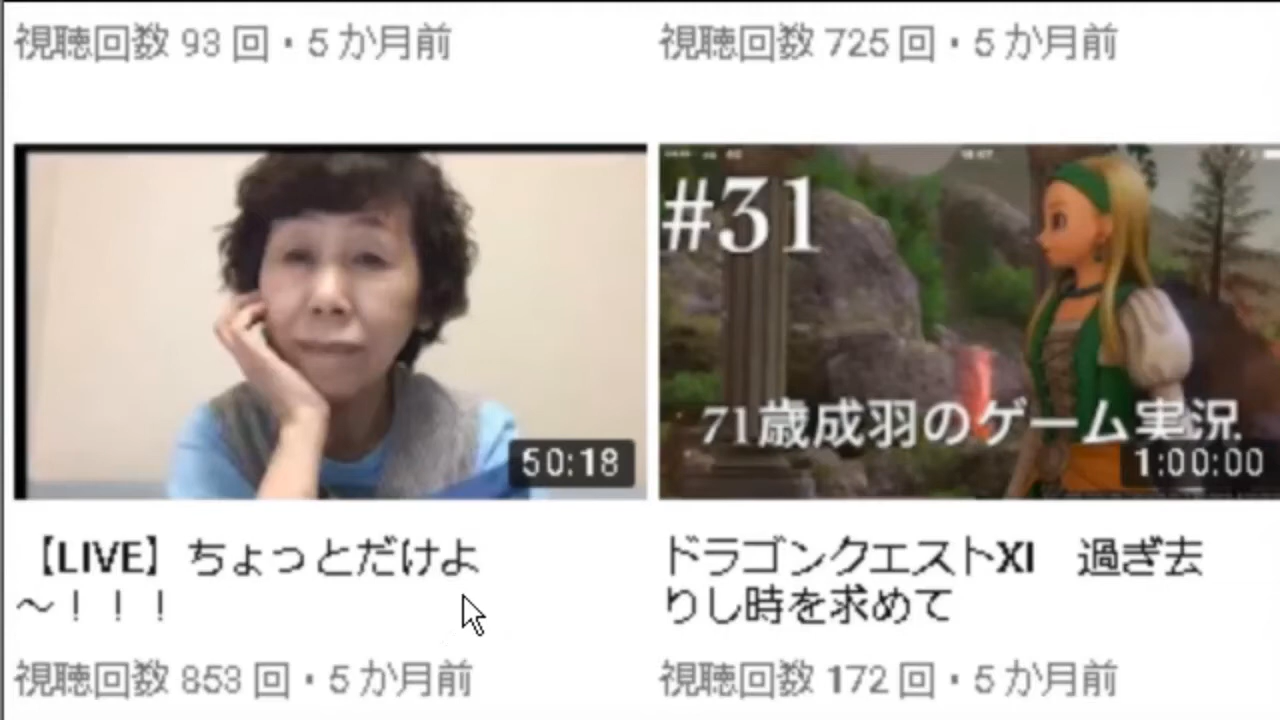 視聴回数 93 回・5 か月前
視聴回数 725 回・5 か月前
50:18
#31
71歳成羽のゲーム実況
1:00:00
【LIVE】ちょっとだけよ
～！！！
ドラゴンクエストXI　過ぎ去
りし時を求めて
視聴回数 853 回・5 か月前
視聴回数 172 回・5 か月前